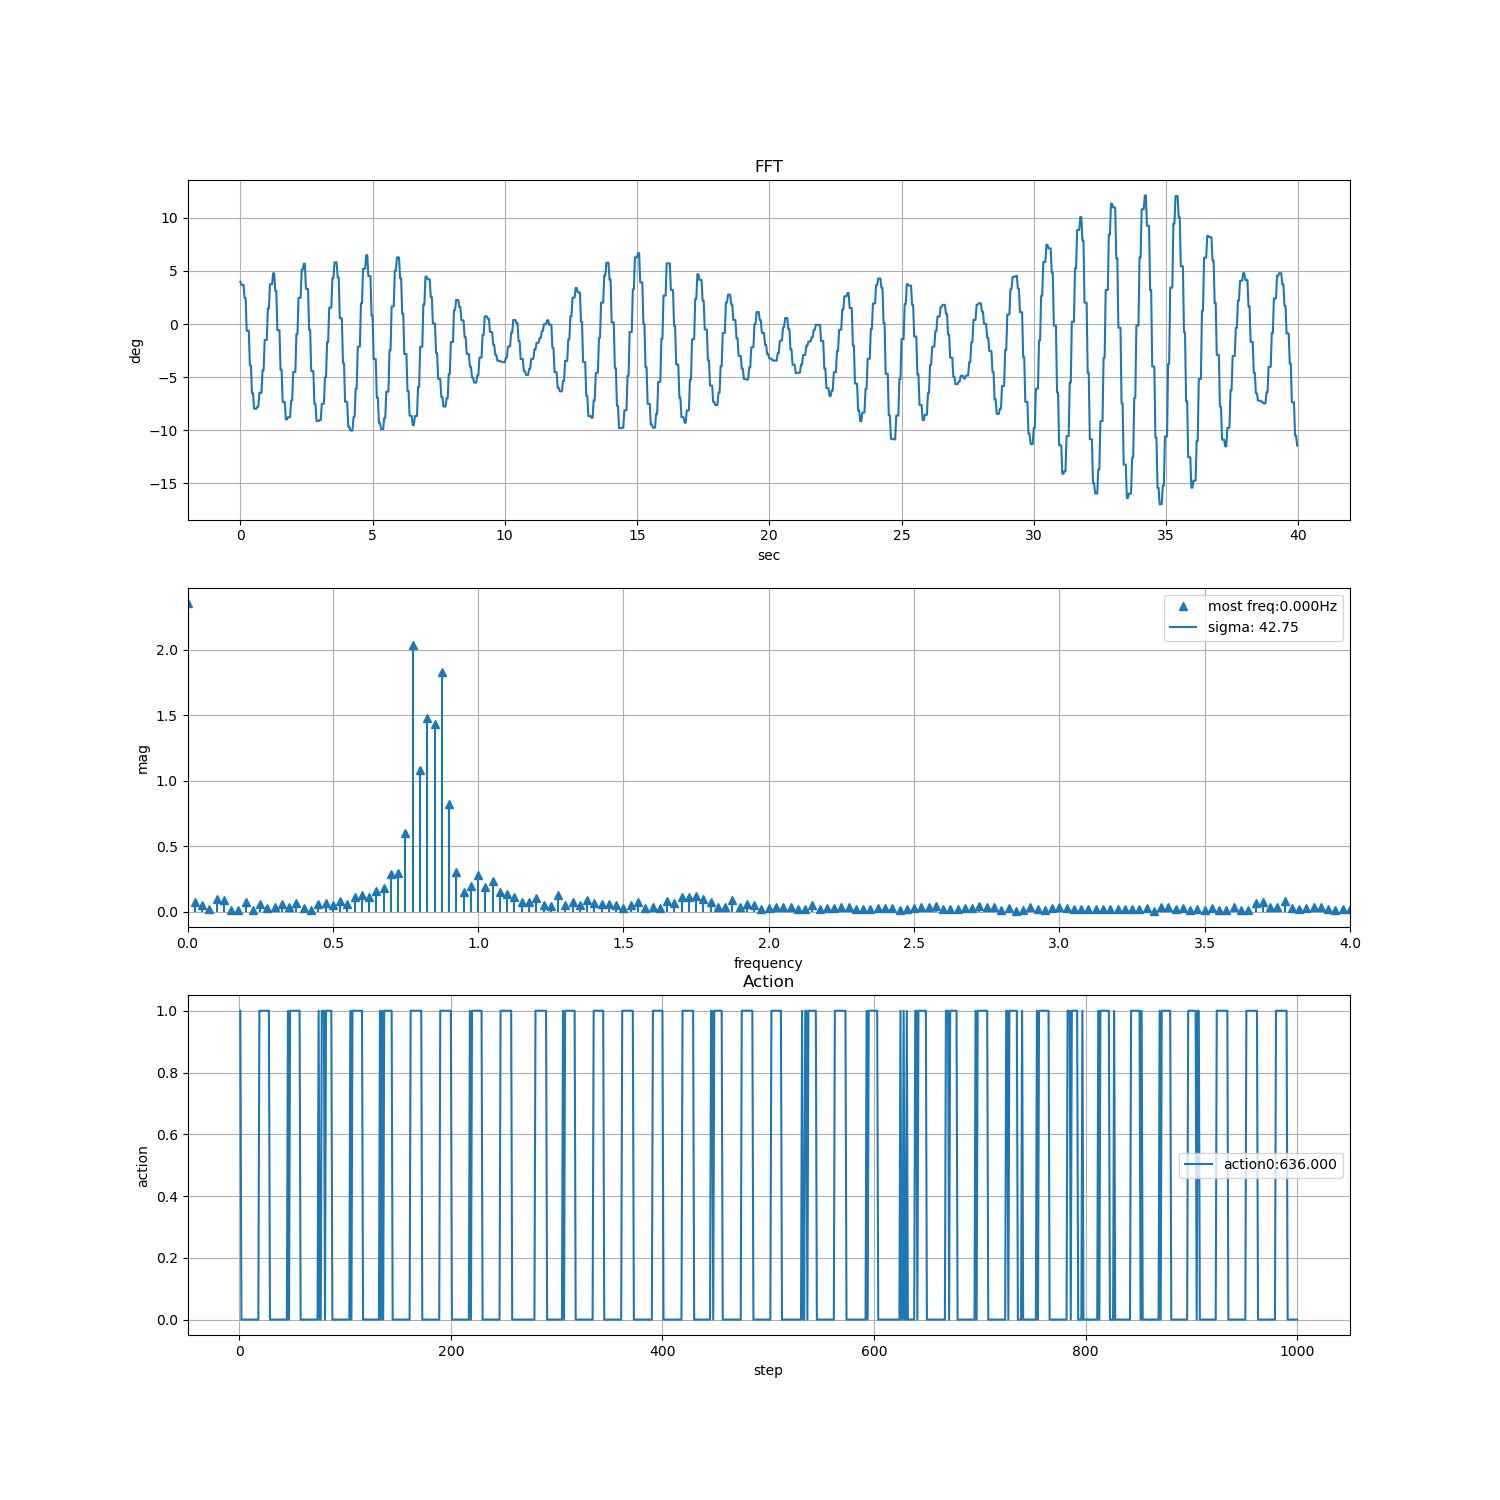 FFT
10
5
0
−5
−10
−15
deg
0 5 10 15 20 25 30 35 40
sec
most freq:0.000Hz
sigma: 42.75
2.0
1.5
1.0
0.5
0.0
mag
0.0 0.5 1.0 1.5 2.0 2.5 3.0 3.5 4.0
frequency
Action
1.0
0.8
0.6
0.4
0.2
0.0
action
action0:636.000
0 200 400 600 800 1000
step